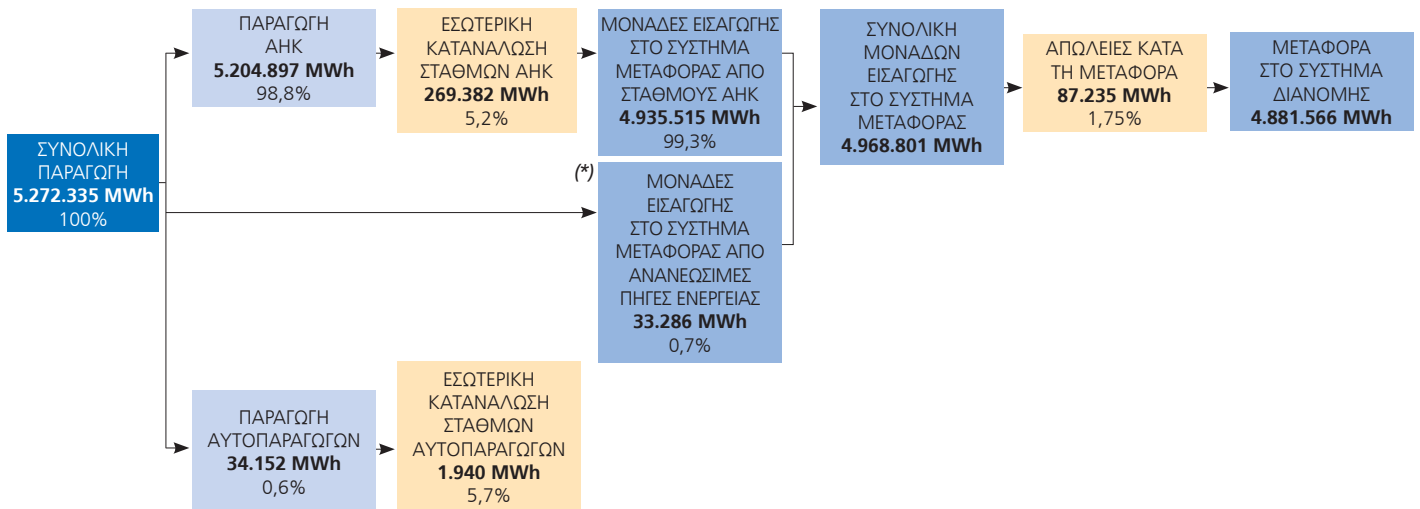 ΣΥΝΟΛΙΚΗ
ΠΑΡΑΓΩΓΗ
5.272.335 MWh
100%
ΠΑΡΑΓΩΓΗ
ΑΗΚ
5.204.897 MWh
98,8%
ΕΣΩΤΕΡΙΚΗ
ΚΑΤΑΝΑΛΩΣΗ
ΣΤΑΘΜΩΝ ΑΗΚ
269.382 MWh
5,2%
ΜΟΝΑΔΕΣ ΕΙΣΑΓΩΓΗΣ
ΣΤΟ ΣΥΣΤΗΜΑ
ΜΕΤΑΦΟΡΑΣ ΑΠΟ
ΣΤΑΘΜΟΥΣ ΑΗΚ
4.935.515 MWh
99,3%
ΣΥΝΟΛΙΚΗ
ΜΟΝΑΔΩΝ
ΕΙΣΑΓΩΓΗΣ
ΣΤΟ ΣΥΣΤΗΜΑ
ΜΕΤΑΦΟΡΑΣ
4.968.801 MWh
ΑΠΩΛΕΙΕΣ ΚΑΤΑ
ΤΗ ΜΕΤΑΦΟΡΑ
87.235 MWh
1,75%
ΜΕΤΑΦΟΡΑ
ΣΤΟ ΣΥΣΤΗΜΑ
ΔΙΑΝΟΜΗΣ
4.881.566 MWh
(*)
ΜΟΝΑΔΕΣ
ΕΙΣΑΓΩΓΗΣ
ΣΤΟ ΣΥΣΤΗΜΑ
ΜΕΤΑΦΟΡΑΣ ΑΠΟ
ΑΝΑΝΕΩΣΙΜΕΣ
ΠΗΓΕΣ ΕΝΕΡΓΕΙΑΣ
33.286 MWh
0,7%
ΠΑΡΑΓΩΓΗ
ΑΥΤΟΠΑΡΑΓΩΓΩΝ
34.152 MWh
0,6%
ΕΣΩΤΕΡΙΚΗ
ΚΑΤΑΝΑΛΩΣΗ
ΣΤΑΘΜΩΝ
ΑΥΤΟΠΑΡΑΓΩΓΩΝ
1.940 MWh
5,7%